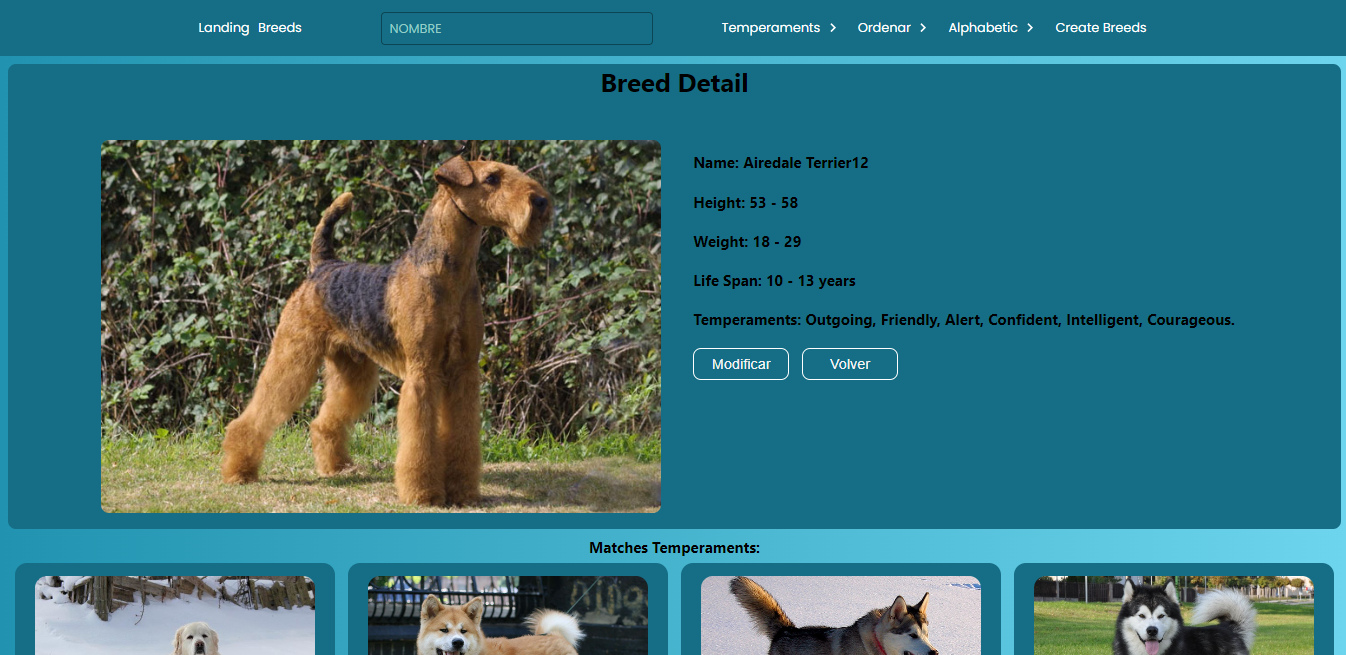 Landing Breeds NOMBRE Temperaments Ordenar Alphabetic Create Breeds
Breed Detail
Name: Airedale Terrier12
Height: 53 - 58
Weight: 18 - 29
Life Span: 10 - 13 years
Temperaments: Outgoing, Friendly, Alert, Confident, Intelligent, Courageous.
Modificar Volver
Matches Temperaments: